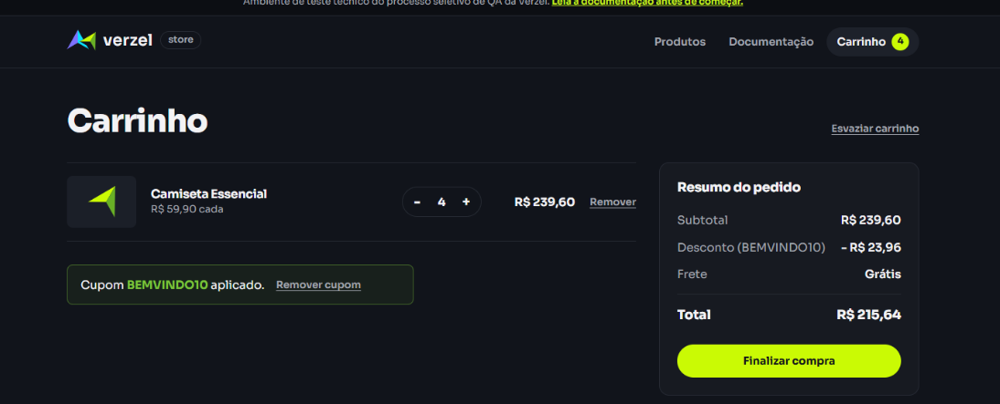 Ambiente de teste técnico do processo seletivo de QA da Verzel. Leia a documentação antes de começar.
verzel store
Produtos Documentação Carrinho 4
Carrinho
Esvaziar carrinho
Camiseta Essencial
R$ 59,90 cada
- 4 + R$ 239,60 Remover
Cupom BEMVINDO10 aplicado. Remover cupom
Resumo do pedido
Subtotal R$ 239,60
Desconto (BEMVINDO10) - R$ 23,96
Frete Grátis
Total R$ 215,64
Finalizar compra